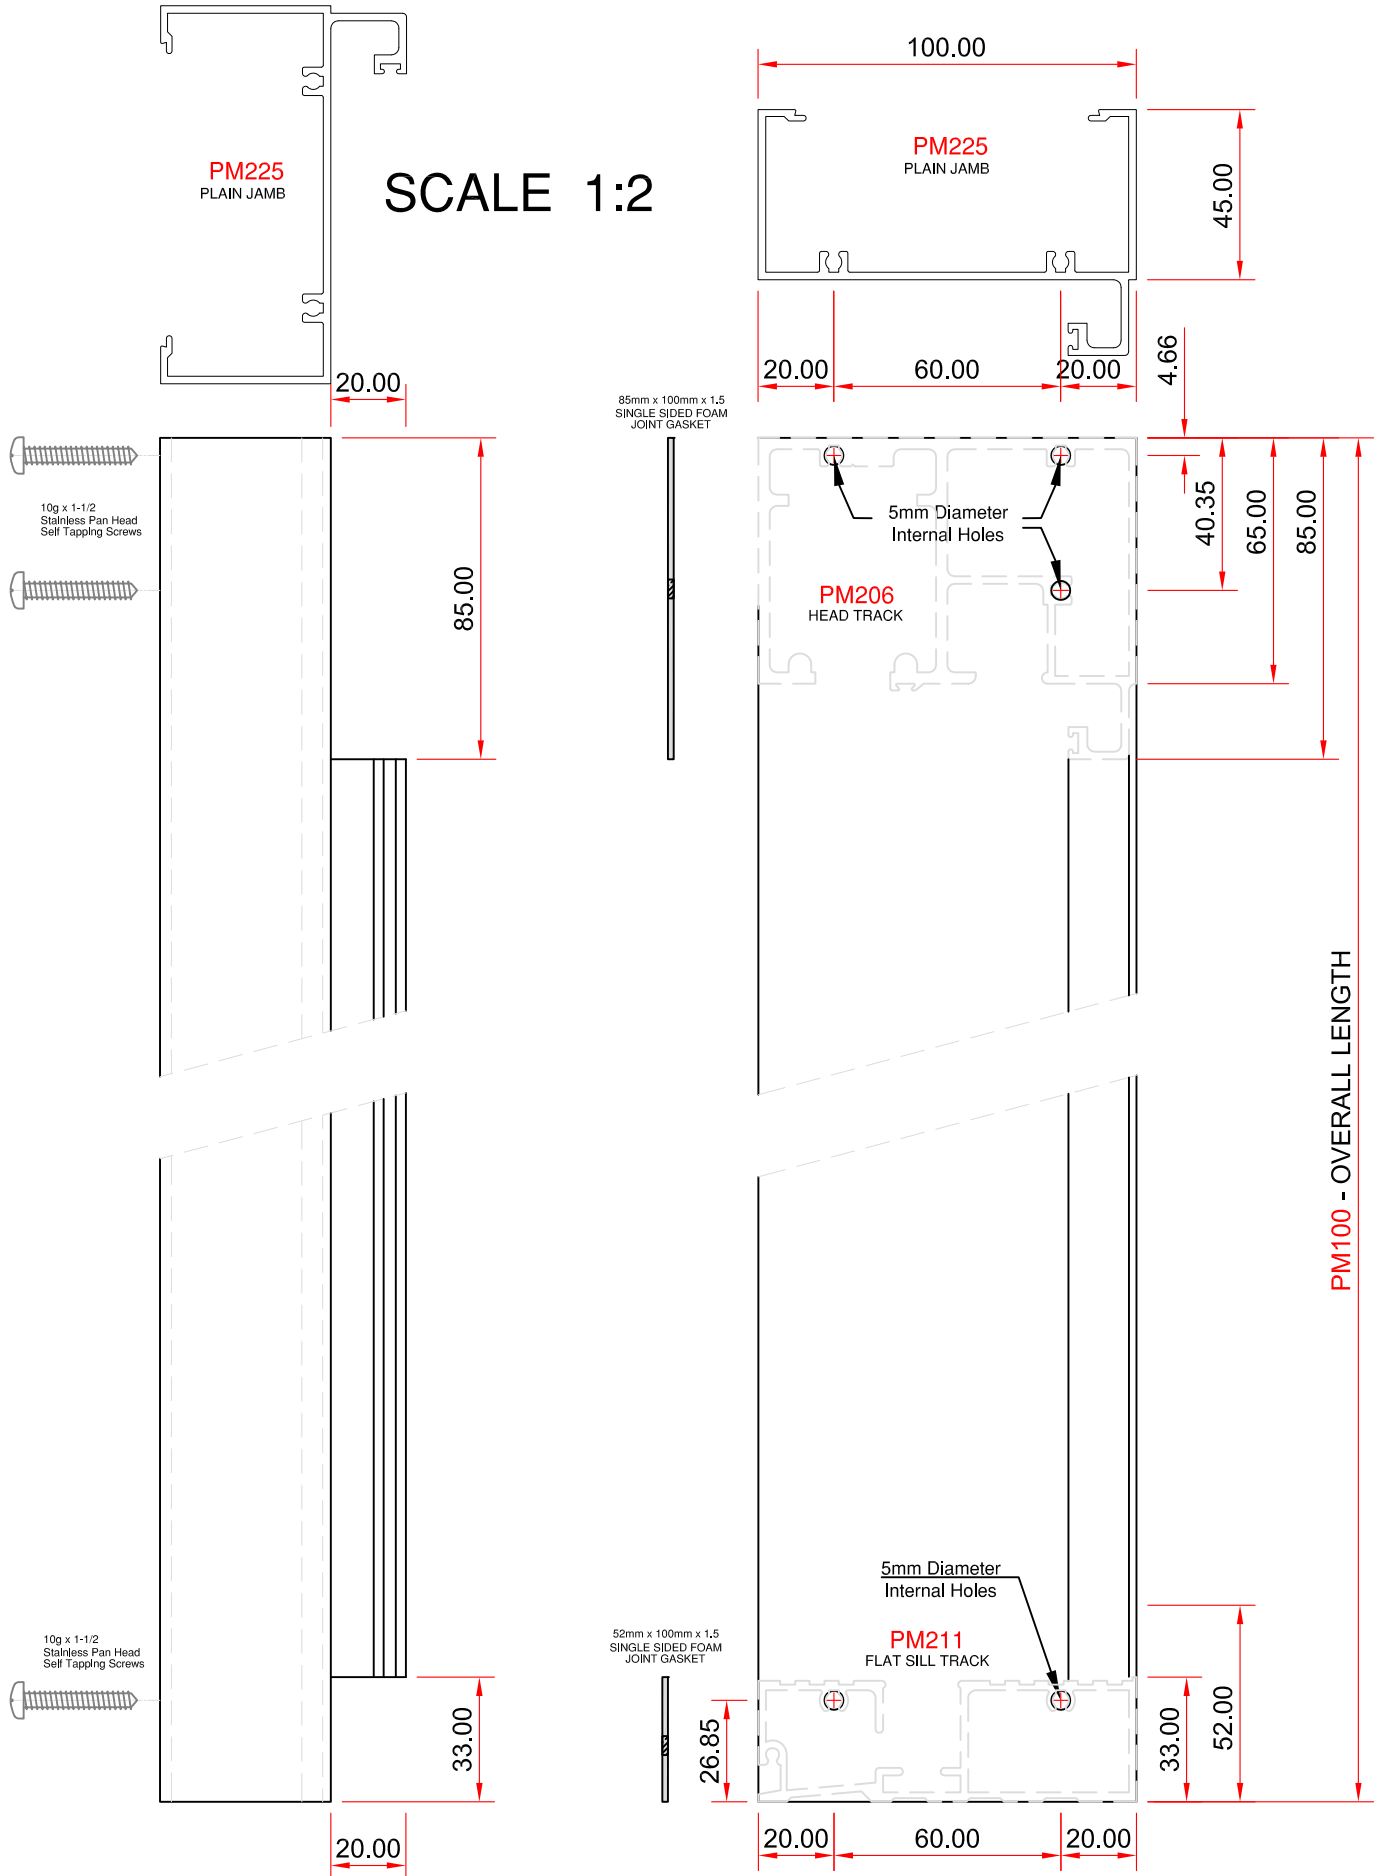 PM225
PLAIN JAMB
SCALE 1:2
100.00
PM225
PLAIN JAMB
45.00
20.00
60.00
20.00
4.66
20.00
85mm x 100mm x 1.5
SINGLE SIDED FOAM
JOINT GASKET
10g x 1-1/2
Stainless Pan Head
Self Tapping Screws
85.00
5mm Diameter
Internal Holes
PM206
HEAD TRACK
40.35
65.00
85.00
PM100 - OVERALL LENGTH
10g x 1-1/2
Stainless Pan Head
Self Tapping Screws
33.00
20.00
52mm x 100mm x 1.5
SINGLE SIDED FOAM
JOINT GASKET
5mm Diameter
Internal Holes
PM211
FLAT SILL TRACK
26.85
33.00
52.00
20.00
60.00
20.00